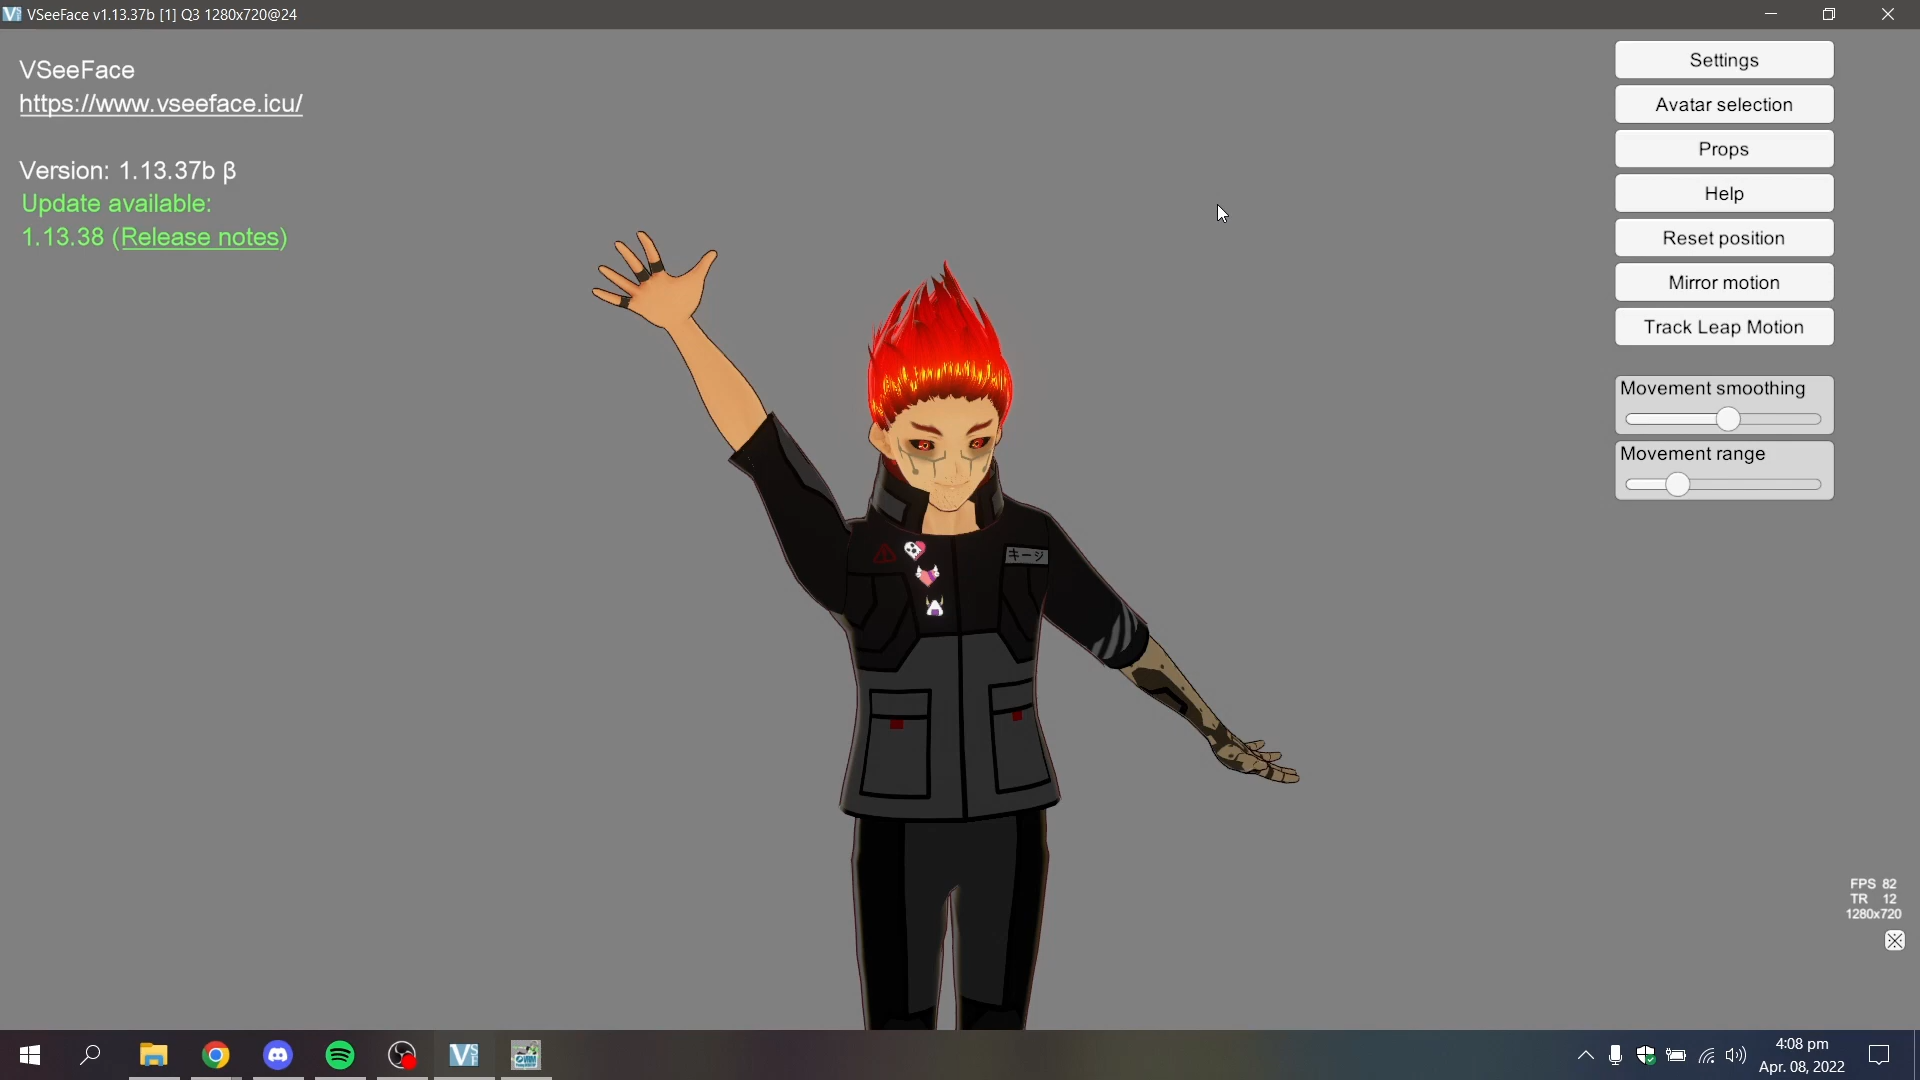 VSeeFace v1.13.37b [1] Q3 1280x720@24
VSeeFace
https://www.vseeface.icu/
Version: 1.13.37b β
Update available:
1.13.38 (Release notes)
Settings
Avatar selection
Props
Help
Reset position
Mirror motion
Track Leap Motion
Movement smoothing
Movement range
キージ
FPS 82
TR 12
1280x720
4:08 pm
Apr. 08, 2022